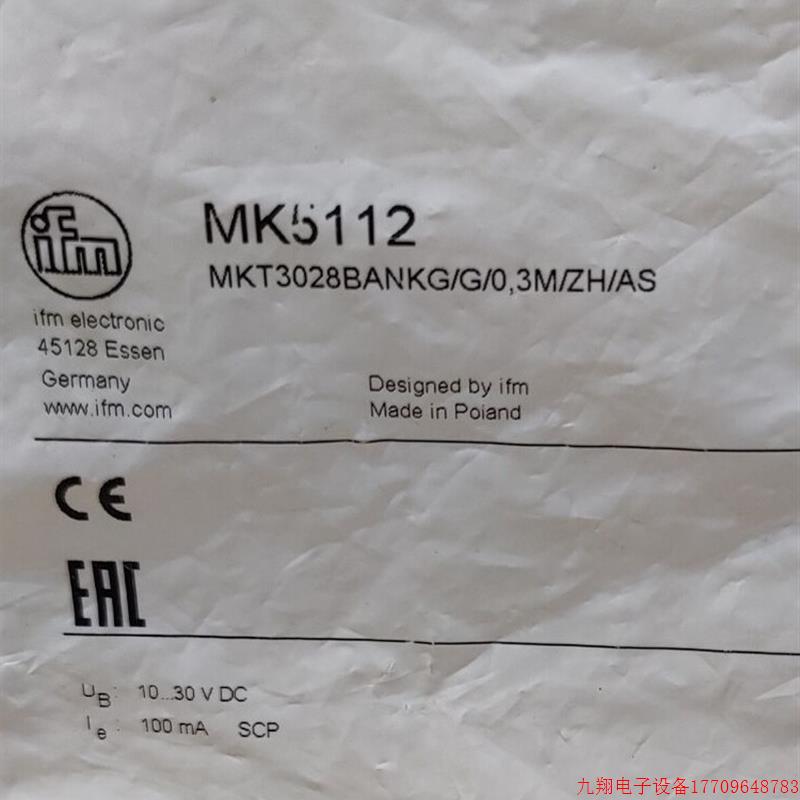 ifm
MK5112
MKT3028BANKG/G/0,3M/ZH/AS
ifm electronic
45128 Essen
Germany
www.ifm.com
Designed by ifm
Made in Poland
CE
EAC
UB: 10...30 V DC
Ie: 100 mA SCP
九翔电子设备17709648783